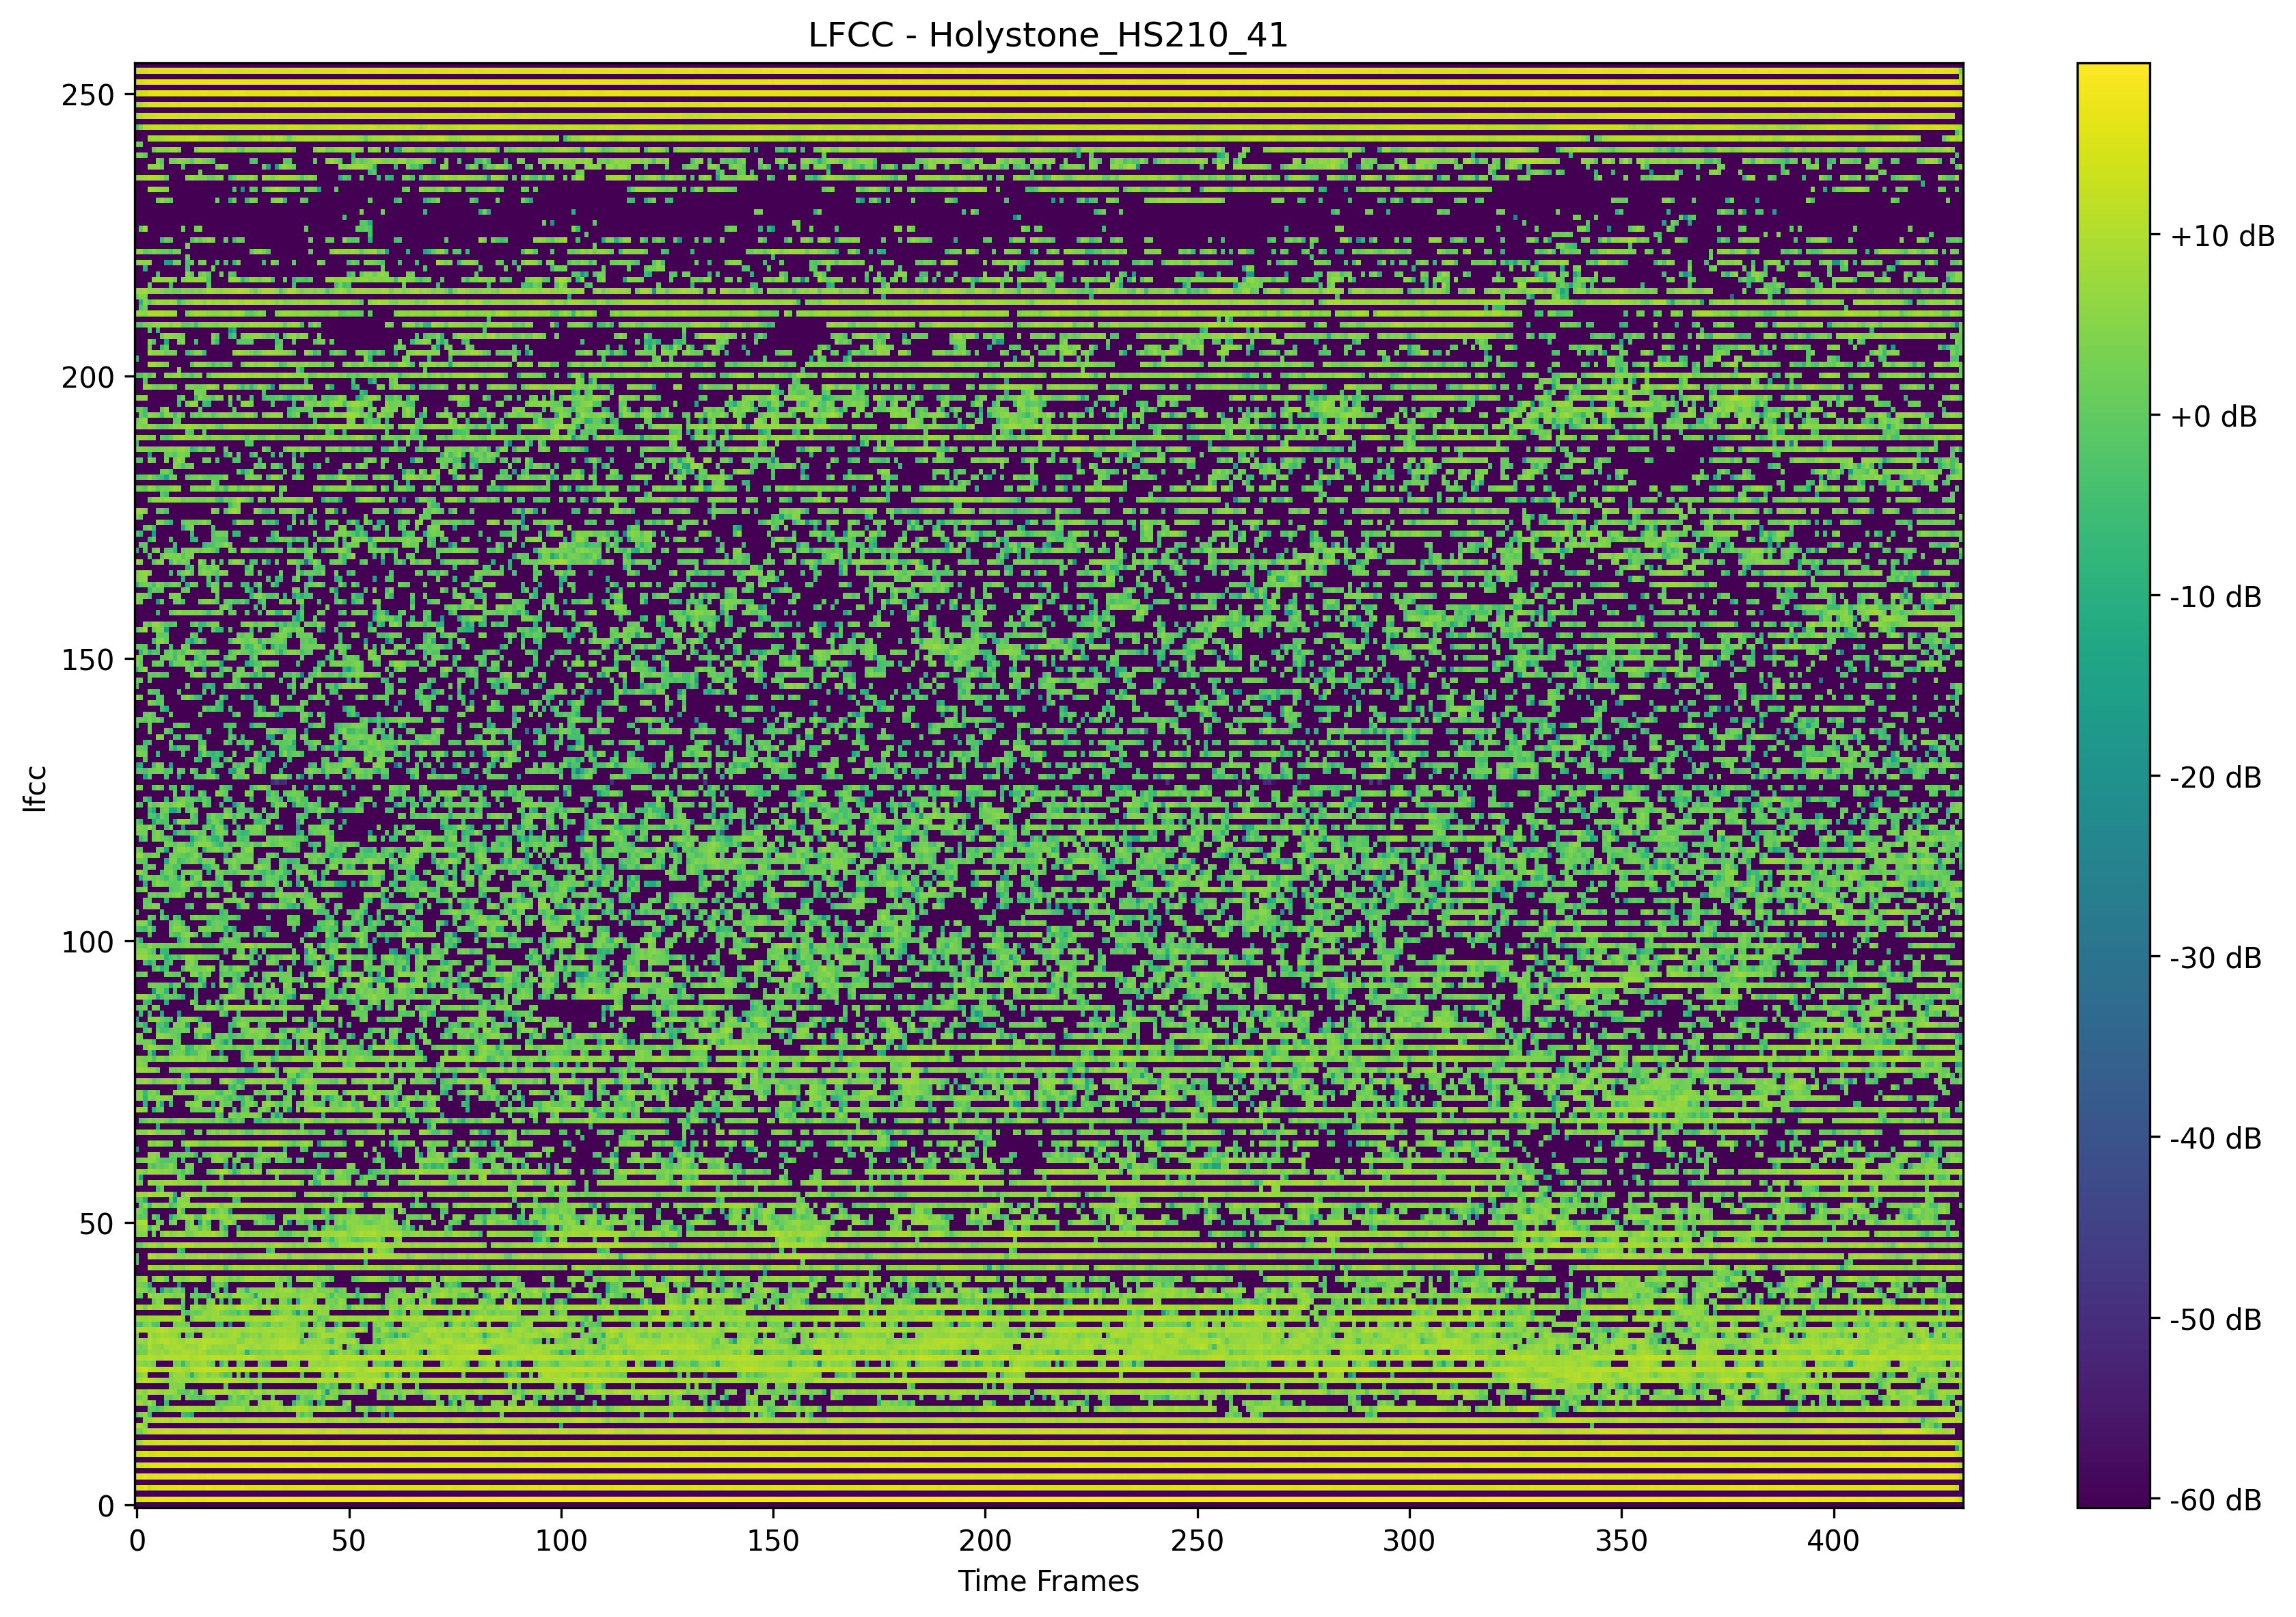 LFCC - Holystone_HS210_41
250
200
150
100
50
0
lfcc
0 50 100 150 200 250 300 350 400
Time Frames
+10 dB
+0 dB
-10 dB
-20 dB
-30 dB
-40 dB
-50 dB
-60 dB